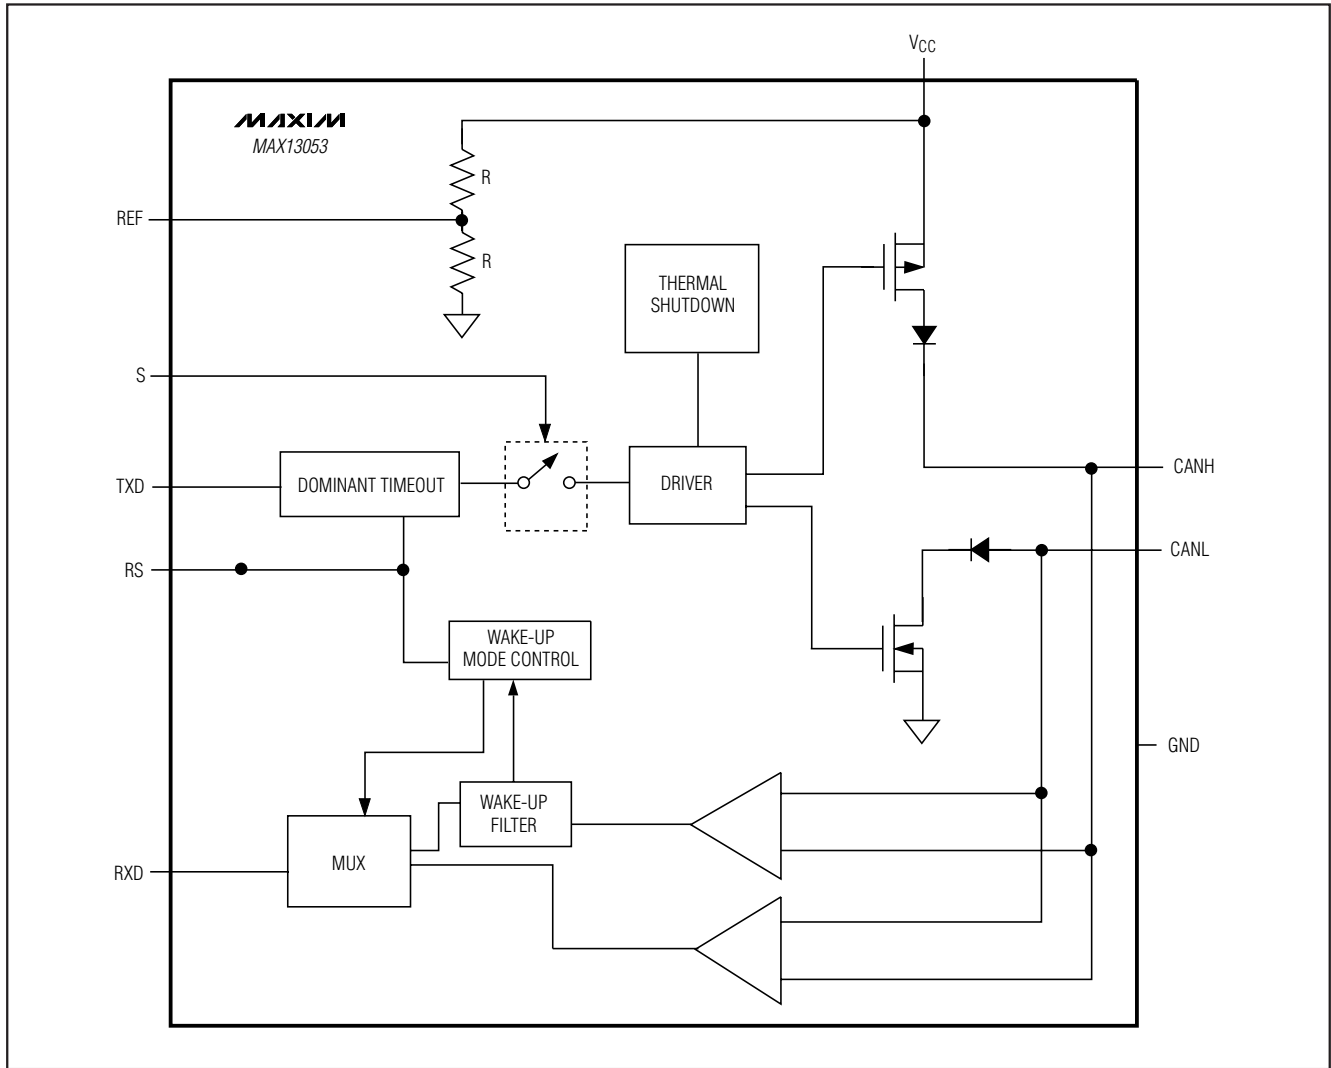 VCC
MAXIM
MAX13053
R
REF
R
THERMAL
SHUTDOWN
S
CANH
TXD
DOMINANT TIMEOUT
DRIVER
CANL
RS
WAKE-UP
MODE CONTROL
GND
WAKE-UP
FILTER
RXD
MUX